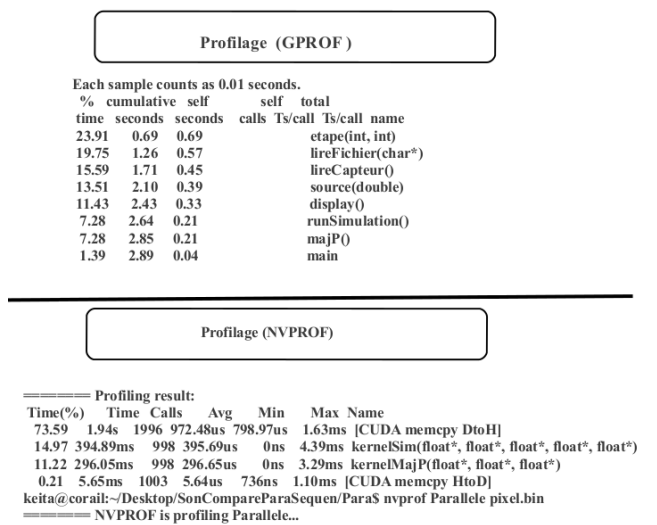 Profilage (GPROF )
Each sample counts as 0.01 seconds.
% cumulative self self total
time seconds seconds calls Ts/call Ts/call name
23.91 0.69 0.69 etape(int, int)
19.75 1.26 0.57 lireFichier(char*)
15.59 1.71 0.45 lireCapteur()
13.51 2.10 0.39 source(double)
11.43 2.43 0.33 display()
7.28 2.64 0.21 runSimulation()
7.28 2.85 0.21 majP()
1.39 2.89 0.04 main
Profilage (NVPROF)
======= Profiling result:
Time(%) Time Calls Avg Min Max Name
73.59 1.94s 1996 972.48us 798.97us 1.63ms [CUDA memcpy DtoH]
14.97 394.89ms 998 395.69us 0ns 4.39ms kernelSim(float*, float*, float*, float*, float*)
11.22 296.05ms 998 296.65us 0ns 3.29ms kernelMajP(float*, float*, float*)
0.21 5.65ms 1003 5.64us 736ns 1.10ms [CUDA memcpy HtoD]
keita@corail:~/Desktop/SonCompareParaSequen/Para$ nvprof Parallele pixel.bin
======= NVPROF is profiling Parallele...